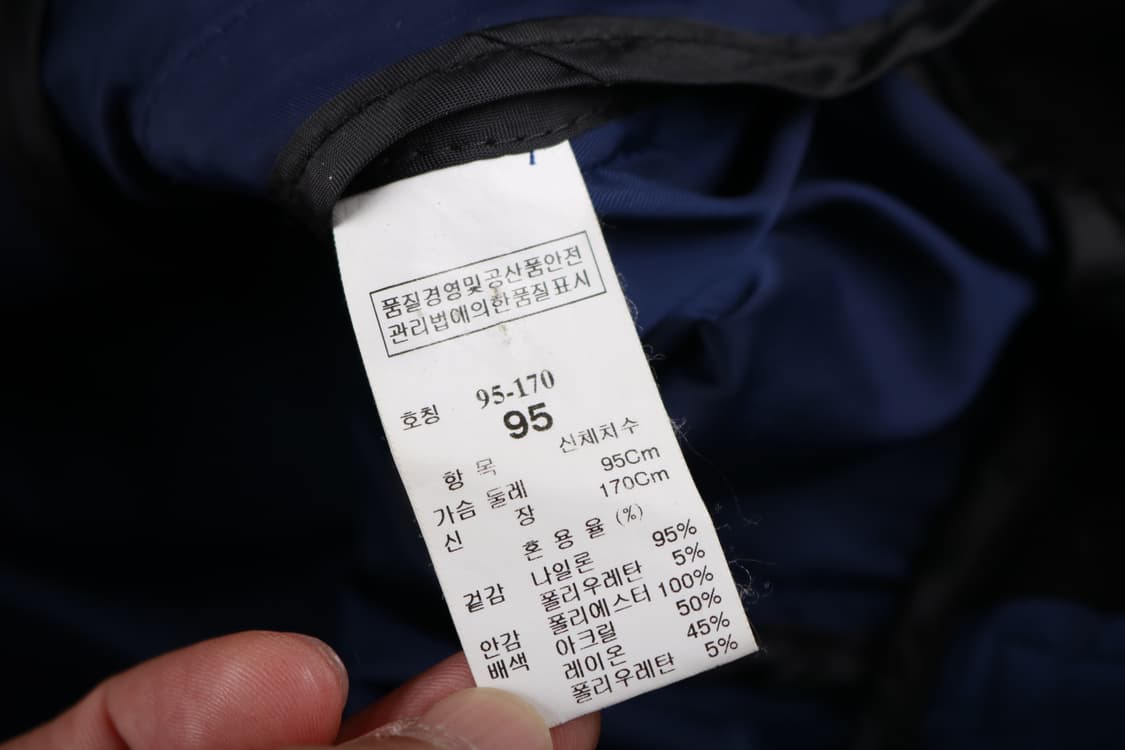 품질경영및공산품안전
관리법에의한품질표시
호칭 95-170
95
항 목 신체치수
가슴 둘레 95Cm
신 장 170Cm
혼 용 율 (%)
겉감 나일론 95%
폴리우레탄 5%
안감 폴리에스터 100%
배색 아크릴 50%
레이온 45%
폴리우레탄 5%